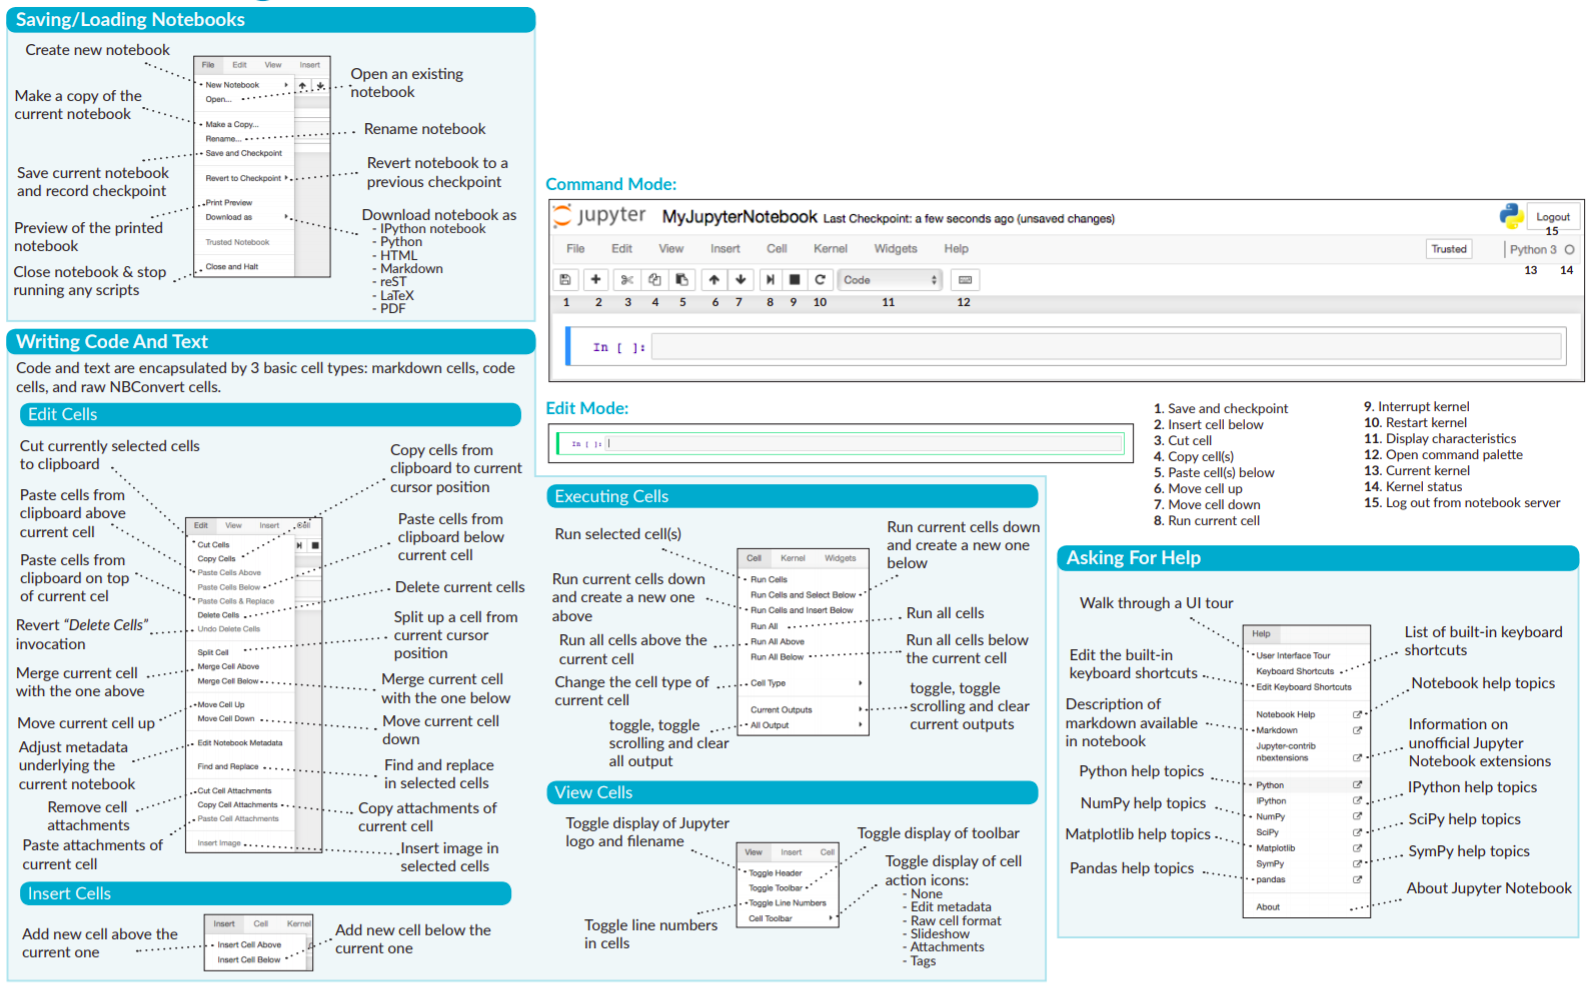 Saving/Loading Notebooks
Create new notebook
Make a copy of the
current notebook
Save current notebook
and record checkpoint
Preview of the printed
notebook
Close notebook & stop
running any scripts
File Edit View Insert
New Notebook
Open...
Make a Copy...
Rename...
Save and Checkpoint
Revert to Checkpoint
Print Preview
Download as
Trusted Notebook
Close and Halt
Open an existing
notebook
Rename notebook
Revert notebook to a
previous checkpoint
Download notebook as
- IPython notebook
- Python
- HTML
- Markdown
- reST
- LaTeX
- PDF
Writing Code And Text
Code and text are encapsulated by 3 basic cell types: markdown cells, code
cells, and raw NBConvert cells.
Edit Cells
Cut currently selected cells
to clipboard
Paste cells from
clipboard above
current cell
Paste cells from
clipboard on top
of current cel
Revert “Delete Cells”
invocation
Merge current cell
with the one above
Move current cell up
Adjust metadata
underlying the
current notebook
Remove cell
attachments
Paste attachments of
current cell
Edit View Insert Cell
Cut Cells
Copy Cells
Paste Cells Above
Paste Cells Below
Paste Cells & Replace
Delete Cells
Undo Delete Cells
Split Cell
Merge Cell Above
Merge Cell Below
Move Cell Up
Move Cell Down
Edit Notebook Metadata
Find and Replace
Cut Cell Attachments
Copy Cell Attachments
Paste Cell Attachments
Insert Image
Copy cells from
clipboard to current
cursor position
Paste cells from
clipboard below
current cell
Delete current cells
Split up a cell from
current cursor
position
Merge current cell
with the one below
Move current cell
down
Find and replace
in selected cells
Copy attachments of
current cell
Insert image in
selected cells
Insert Cells
Add new cell above the
current one
Insert Cell Kernel
Insert Cell Above
Insert Cell Below
Add new cell below the
current one
Command Mode:
jupyter MyJupyterNotebook Last Checkpoint: a few seconds ago (unsaved changes)
Logout
15
File Edit View Insert Cell Kernel Widgets Help
Trusted Python 3
13 14
Code
1 2 3 4 5 6 7 8 9 10 11 12
In [ ]:
Edit Mode:
In [ ]:
1. Save and checkpoint
2. Insert cell below
3. Cut cell
4. Copy cell(s)
5. Paste cell(s) below
6. Move cell up
7. Move cell down
8. Run current cell
9. Interrupt kernel
10. Restart kernel
11. Display characteristics
12. Open command palette
13. Current kernel
14. Kernel status
15. Log out from notebook server
Executing Cells
Run selected cell(s)
Run current cells down
and create a new one
above
Run all cells above the
current cell
Change the cell type of
current cell
toggle, toggle
scrolling and clear
all output
Cell Kernel Widgets
Run Cells
Run Cells and Select Below
Run Cells and Insert Below
Run All
Run All Above
Run All Below
Cell Type
Current Outputs
All Output
Run current cells down
and create a new one
below
Run all cells
Run all cells below
the current cell
toggle, toggle
scrolling and clear
current outputs
View Cells
Toggle display of Jupyter
logo and filename
Toggle line numbers
in cells
View Insert Cell
Toggle Header
Toggle Toolbar
Toggle Line Numbers
Cell Toolbar
Toggle display of toolbar
Toggle display of cell
action icons:
- None
- Edit metadata
- Raw cell format
- Slideshow
- Attachments
- Tags
Asking For Help
Walk through a UI tour
Edit the built-in
keyboard shortcuts
Description of
markdown available
in notebook
Python help topics
NumPy help topics
Matplotlib help topics
Pandas help topics
Help
User Interface Tour
Keyboard Shortcuts
Edit Keyboard Shortcuts
Notebook Help
Markdown
Jupyter-contrib
nbextensions
Python
IPython
NumPy
SciPy
Matplotlib
SymPy
pandas
About
List of built-in keyboard
shortcuts
Notebook help topics
Information on
unofficial Jupyter
Notebook extensions
IPython help topics
SciPy help topics
SymPy help topics
About Jupyter Notebook